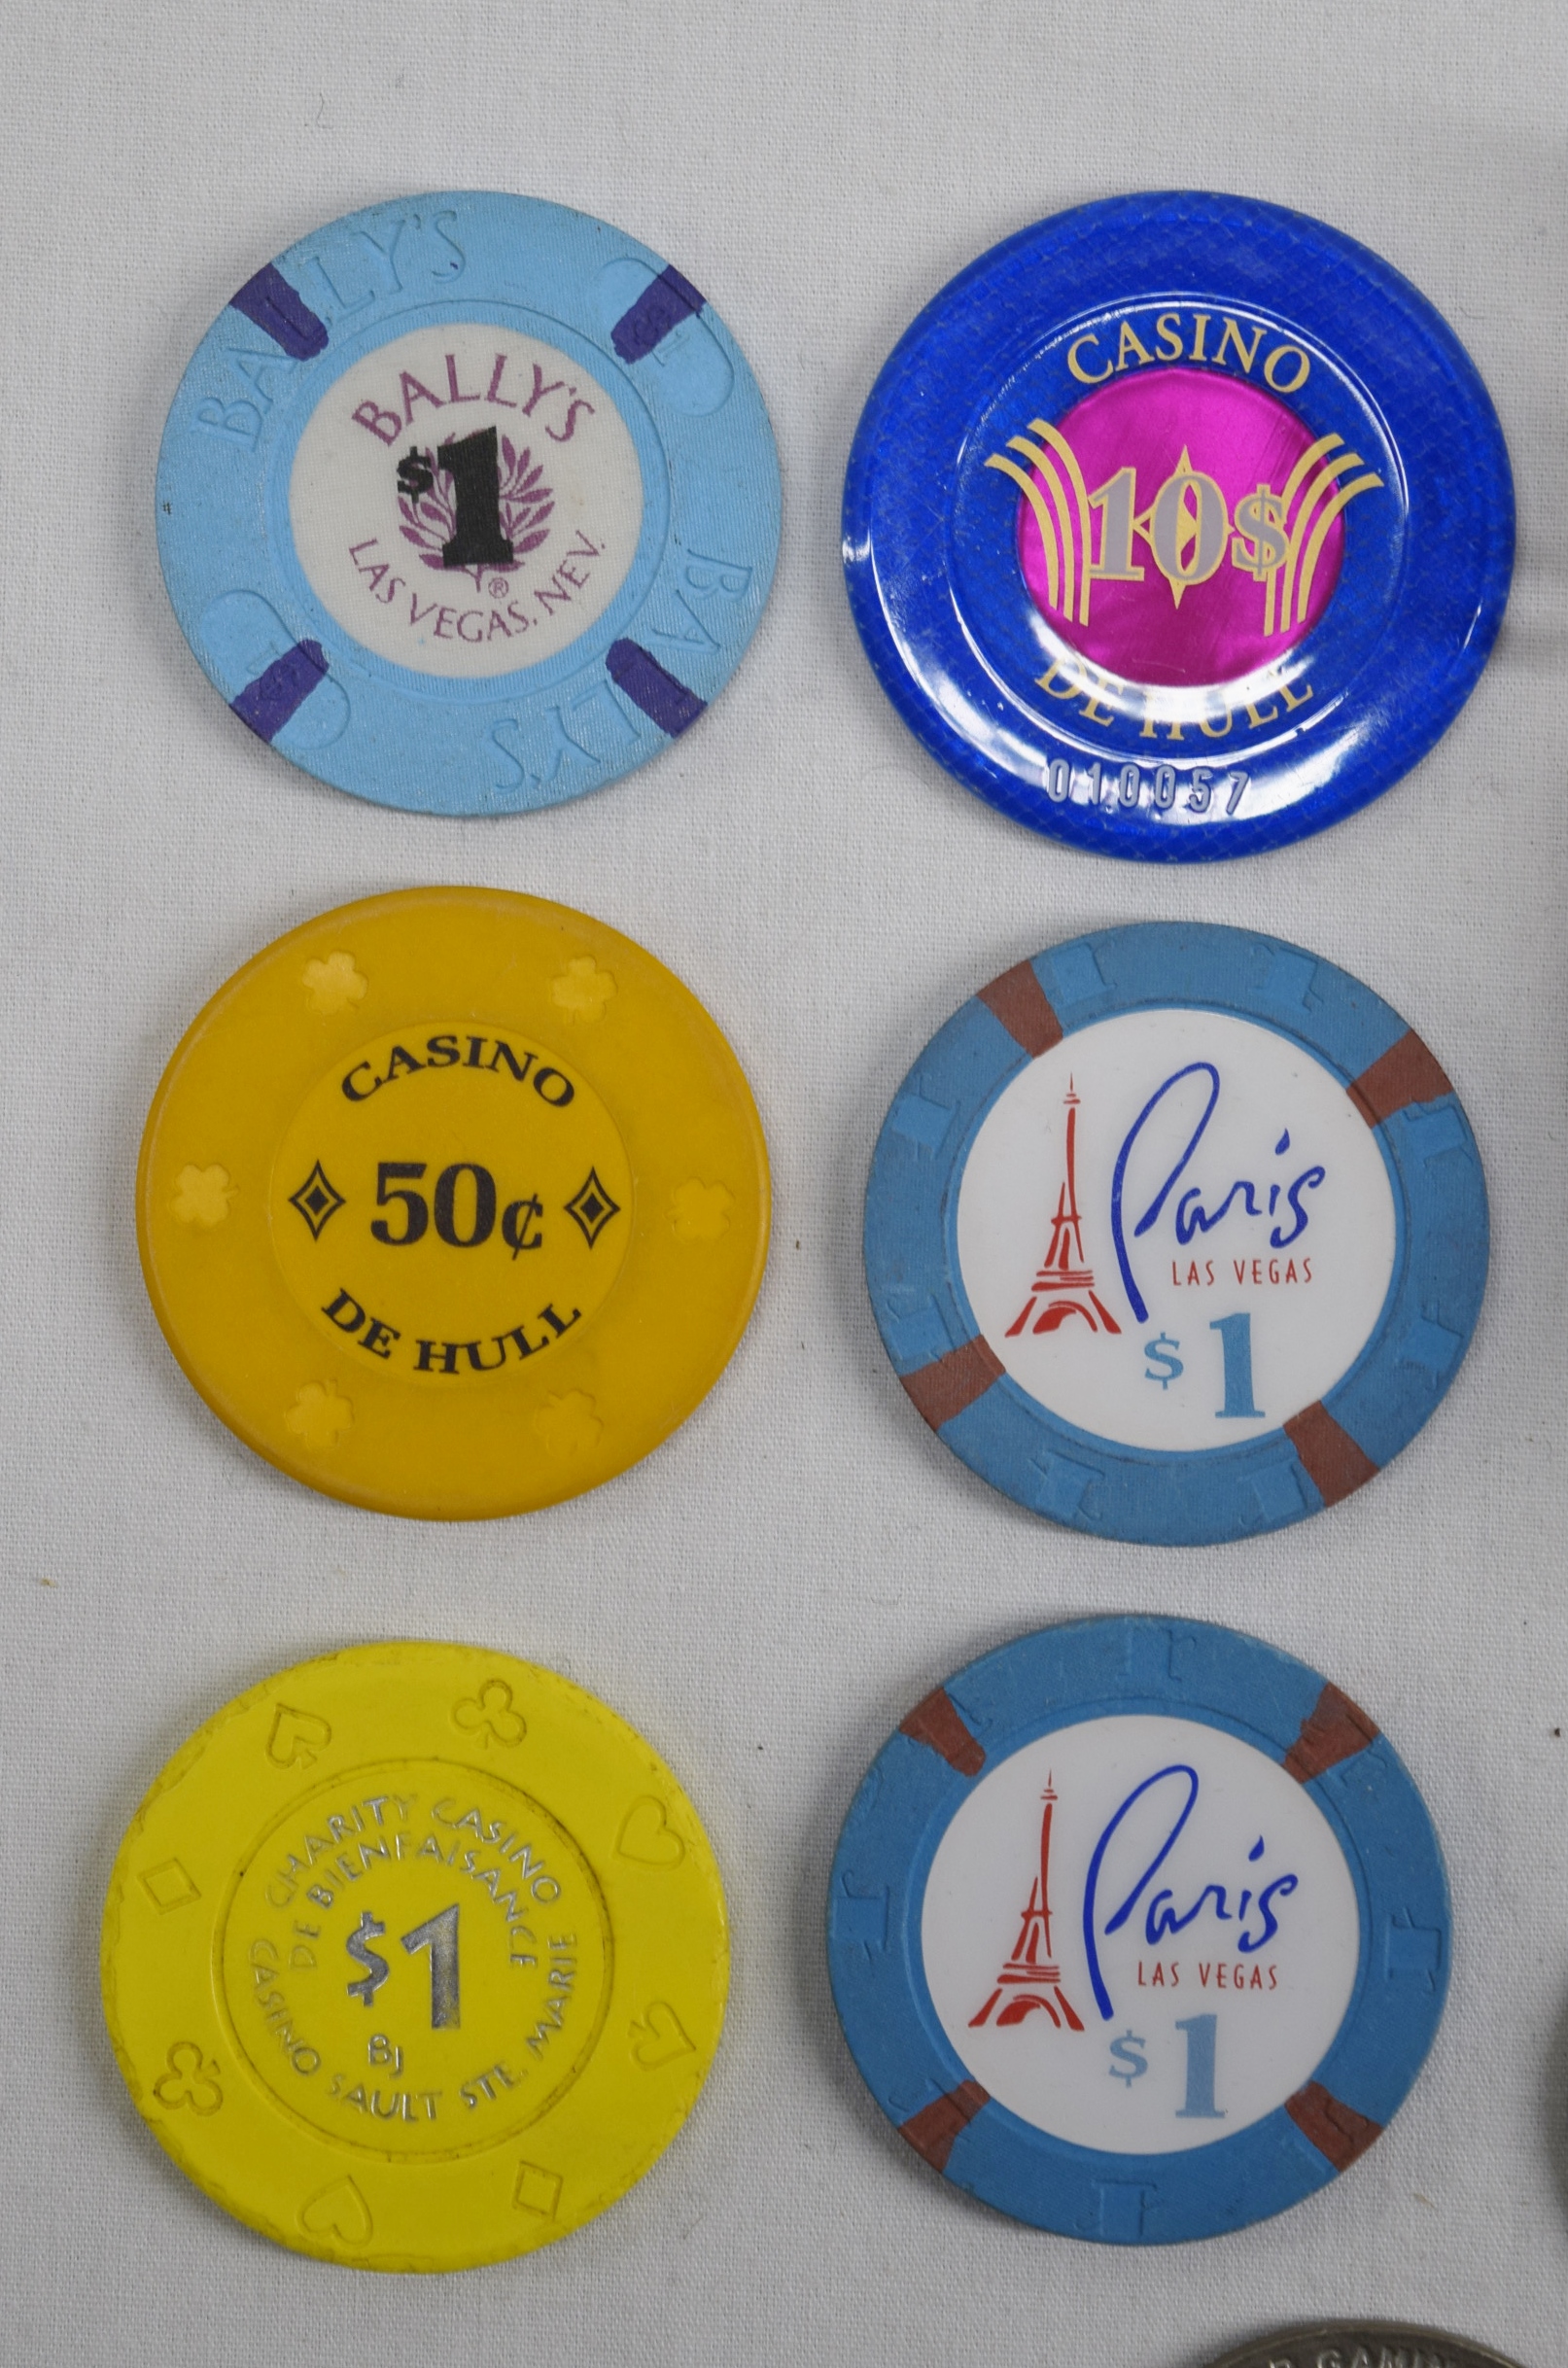 BALLY'S
BALLY'S
$1
LAS VEGAS, NEV.
®
BALLY'S
CASINO
10$
DE HULL
010057
CASINO
50¢
DE HULL
Paris
LAS VEGAS
$1
CHARITY CASINO
DE BIENFAISANCE
$1
BJ
CASINO SAULT STE. MARIE
Paris
LAS VEGAS
$1